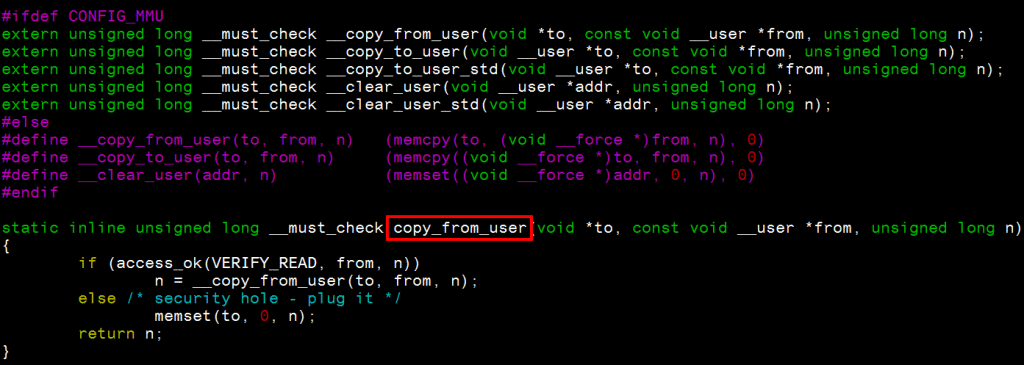 #ifdef CONFIG_MMU
extern unsigned long __must_check __copy_from_user(void *to, const void __user *from, unsigned long n);
extern unsigned long __must_check __copy_to_user(void __user *to, const void *from, unsigned long n);
extern unsigned long __must_check __copy_to_user_std(void __user *to, const void *from, unsigned long n);
extern unsigned long __must_check __clear_user(void __user *addr, unsigned long n);
extern unsigned long __must_check __clear_user_std(void __user *addr, unsigned long n);
#else
#define __copy_from_user(to, from, n)   (memcpy(to, (void __force *)from, n), 0)
#define __copy_to_user(to, from, n)     (memcpy((void __force *)to, from, n), 0)
#define __clear_user(addr, n)           (memset((void __force *)addr, 0, n), 0)
#endif

static inline unsigned long __must_check copy_from_user(void *to, const void __user *from, unsigned long n)
{
        if (access_ok(VERIFY_READ, from, n))
                n = __copy_from_user(to, from, n);
        else /* security hole - plug it */
                memset(to, 0, n);
        return n;
}